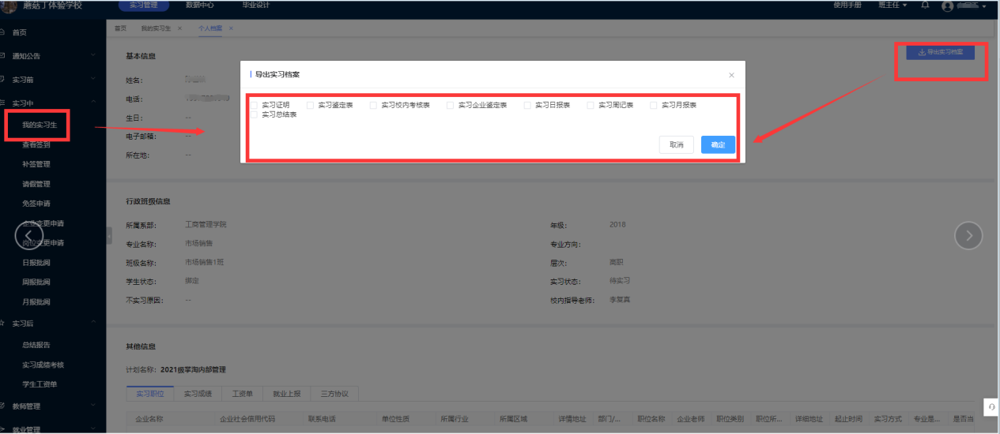 蘑菇丁体验学校 实习管理 数据中心 毕业设计 使用手册 班主任
首页 我的实习生 × 个人档案 ×
首页
通知公告
实习前
实习中
我的实习生
查看签到
补签管理
请假管理
免签申请
企业变更申请
岗位变更申请
日报批阅
周报批阅
月报批阅
实习后
总结报告
实习成绩考核
学生工资单
教师管理
就业管理
基本信息
导出实习档案
姓名：
电话：
生日： --
电子邮箱： --
所在地： --
导出实习档案 ×
实习证明 实习鉴定表 实习校内考核表 实习企业鉴定表 实习日报表 实习周记表 实习月报表
实习总结表
取消 确定
行政班级信息
所属系部： 工商管理学院 年级： 2018
专业名称： 市场销售 专业方向：
班级名称： 市场销售1班 层次： 高职
学生状态： 绑定 实习状态： 待实习
不实习原因： -- 校内指导老师： 李复真
其他信息
计划名称：2021级掌淘内部管理
实习职位 实习成绩 工资单 就业上报 三方协议
企业名称 企业社会信用代码 联系电话 单位性质 所属行业 所属区域 详情地址 部门/... 职位名称 企业老师 职位类别 职位所... 详细地址 起止时间 实习方式 专业是... 是否当